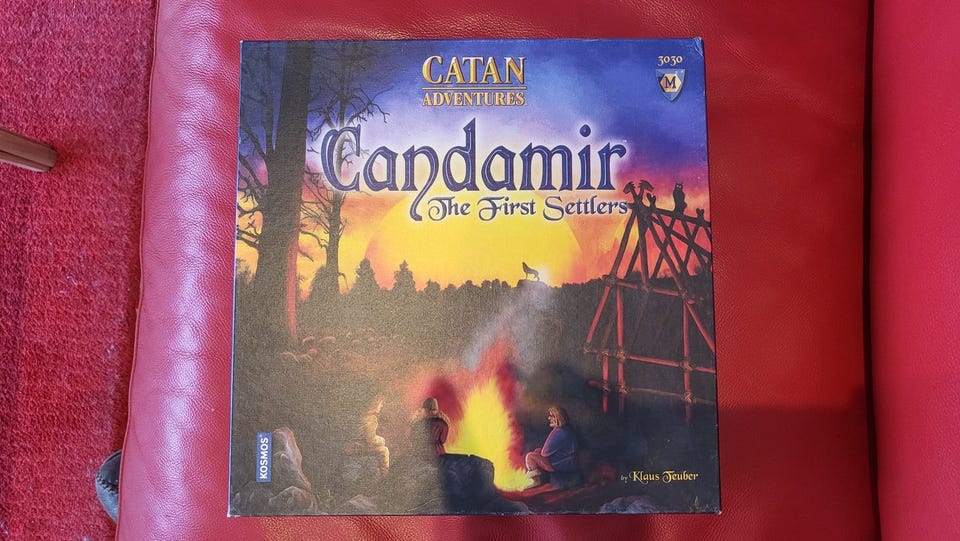 CATAN
ADVENTURES
3030
M
Candamir
The First Settlers
KOSMOS
by Klaus Teuber